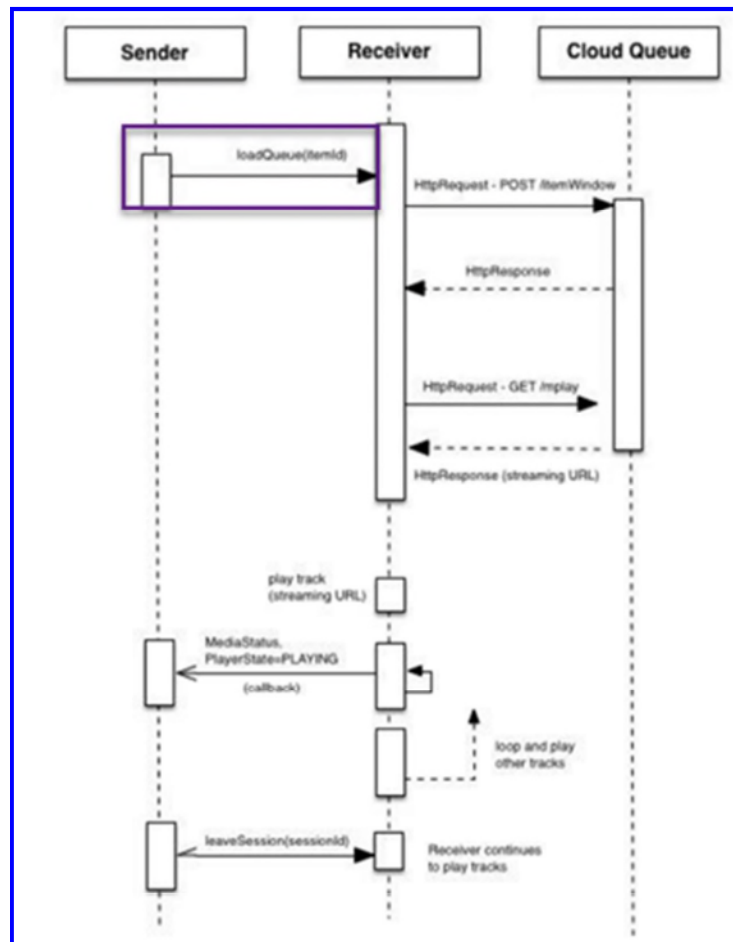 Sender
Receiver
Cloud Queue
loadQueue(itemId)
HttpRequest - POST /itemWindow
HttpResponse
HttpRequest - GET /mplay
HttpResponse (streaming URL)
play track
(streaming URL)
MediaStatus,
PlayerState=PLAYING
(callback)
loop and play
other tracks
leaveSession(sessionId)
Receiver continues
to play tracks